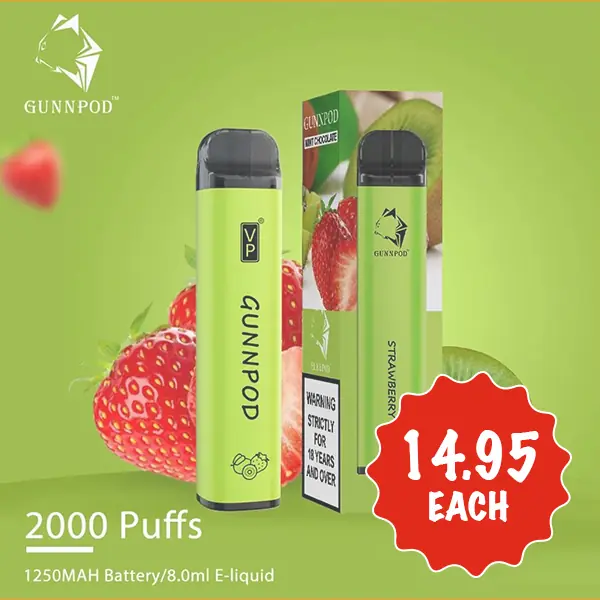 GUNNPOD™
GUNNPOD
MINT CHOCOLATE
VP®
GUNNPOD
GUNNPOD
STRAWBERRY
WARNING
STRICTLY
FOR
18 YEARS
AND OVER
14.95
EACH
2000 Puffs
1250MAH Battery/8.0ml E-liquid